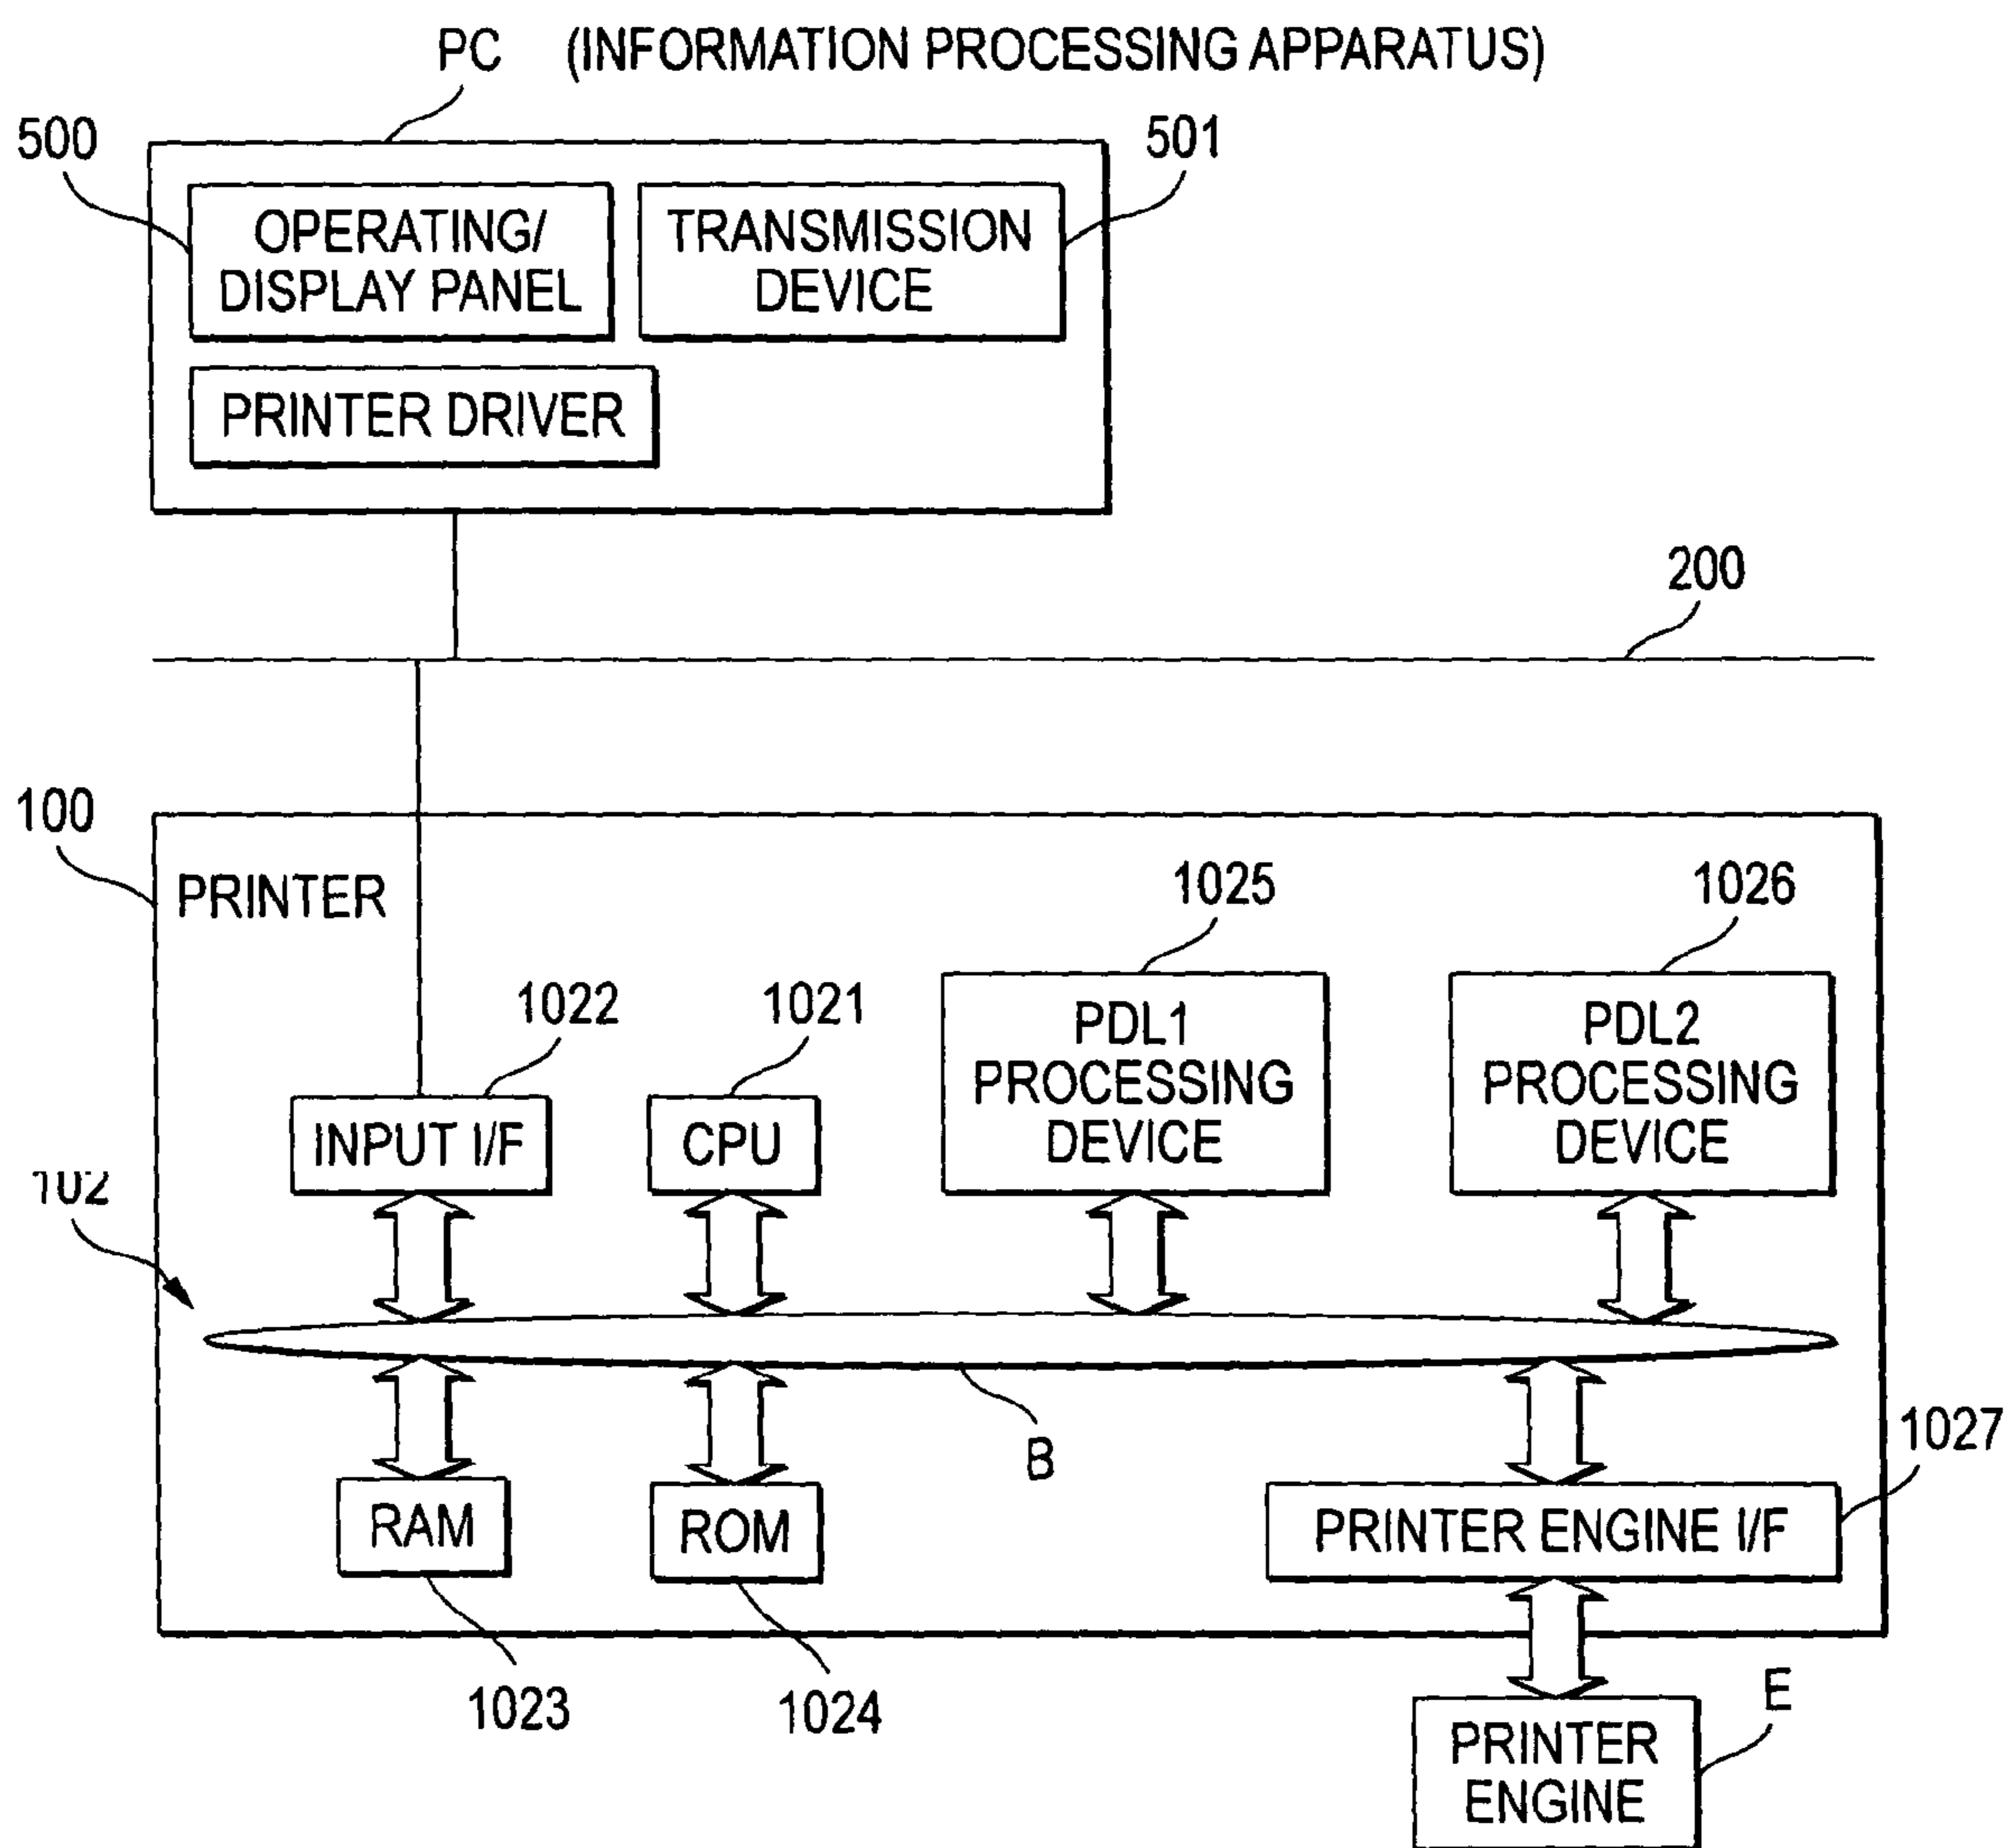 PC (INFORMATION PROCESSING APPARATUS)
500
501
OPERATING/
DISPLAY PANEL
TRANSMISSION
DEVICE
PRINTER DRIVER
200
100
PRINTER
1025
1026
1022
1021
PDL1
PROCESSING
DEVICE
PDL2
PROCESSING
DEVICE
INPUT I/F
CPU
102
B
1027
RAM
ROM
PRINTER ENGINE I/F
1023
1024
E
PRINTER
ENGINE